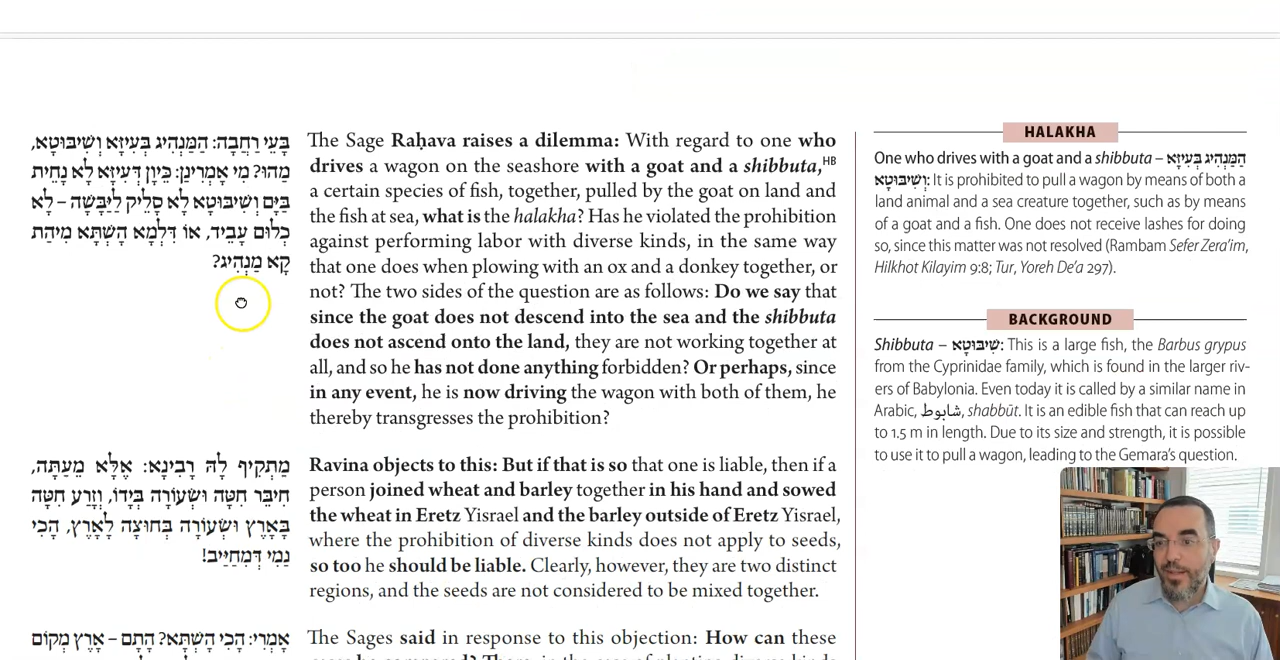 בָּעֵי רַחֲבָה: הַמַּנְהִיג בְּעִיזָּא וְשִׁיבּוּטָא,
מַהוּ? מִי אָמְרִינַן: כֵּיוָן דְּעִיזָּא לָא נָחֵית
בַּיָּם וְשִׁיבּוּטָא לָא סָלֵיק לַיַּבָּשָׁה – לָא
כְּלוּם עָבֵיד, אוֹ דִּלְמָא הָשְׁתָּא מִיהַת
קָא מַנְהִיג?
The Sage Raḥava raises a dilemma: With regard to one who
drives a wagon on the seashore with a goat and a shibbuta,HB
a certain species of fish, together, pulled by the goat on land and
the fish at sea, what is the halakha? Has he violated the prohibition
against performing labor with diverse kinds, in the same way
that one does when plowing with an ox and a donkey together, or
not? The two sides of the question are as follows: Do we say that
since the goat does not descend into the sea and the shibbuta
does not ascend onto the land, they are not working together at
all, and so he has not done anything forbidden? Or perhaps, since
in any event, he is now driving the wagon with both of them, he
thereby transgresses the prohibition?
מַתְקֵיף לַהּ רָבִינָא: אֶלָּא מֵעַתָּה,
חִיבֵּר חִטָּה וּשְׂעוֹרָה בְּיָדוֹ, וְזָרַע חִטָּה
בָּאָרֶץ וּשְׂעוֹרָה בְּחוּצָה לָאָרֶץ, הָכִי
נַמִי דְּמִחַיַּיב!
Ravina objects to this: But if that is so that one is liable, then if a
person joined wheat and barley together in his hand and sowed
the wheat in Eretz Yisrael and the barley outside of Eretz Yisrael,
where the prohibition of diverse kinds does not apply to seeds,
so too he should be liable. Clearly, however, they are two distinct
regions, and the seeds are not considered to be mixed together.
אָמְרִי: הָכִי הָשְׁתָּא? הָתָם – אֶרֶץ מְקוֹם
The Sages said in response to this objection: How can these
HALAKHA
One who drives with a goat and a shibbuta – הַמַּנְהִיג בְּעִיזָּא
וְשִׁיבּוּטָא: It is prohibited to pull a wagon by means of both a
land animal and a sea creature together, such as by means
of a goat and a fish. One does not receive lashes for doing
so, since this matter was not resolved (Rambam Sefer Zera'im,
Hilkhot Kilayim 9:8; Tur, Yoreh De'a 297).
BACKGROUND
Shibbuta – שִׁיבּוּטָא: This is a large fish, the Barbus grypus
from the Cyprinidae family, which is found in the larger riv-
ers of Babylonia. Even today it is called by a similar name in
Arabic, شابوط, shabbūt. It is an edible fish that can reach up
to 1.5 m in length. Due to its size and strength, it is possible
to use it to pull a wagon, leading to the Gemara's question.